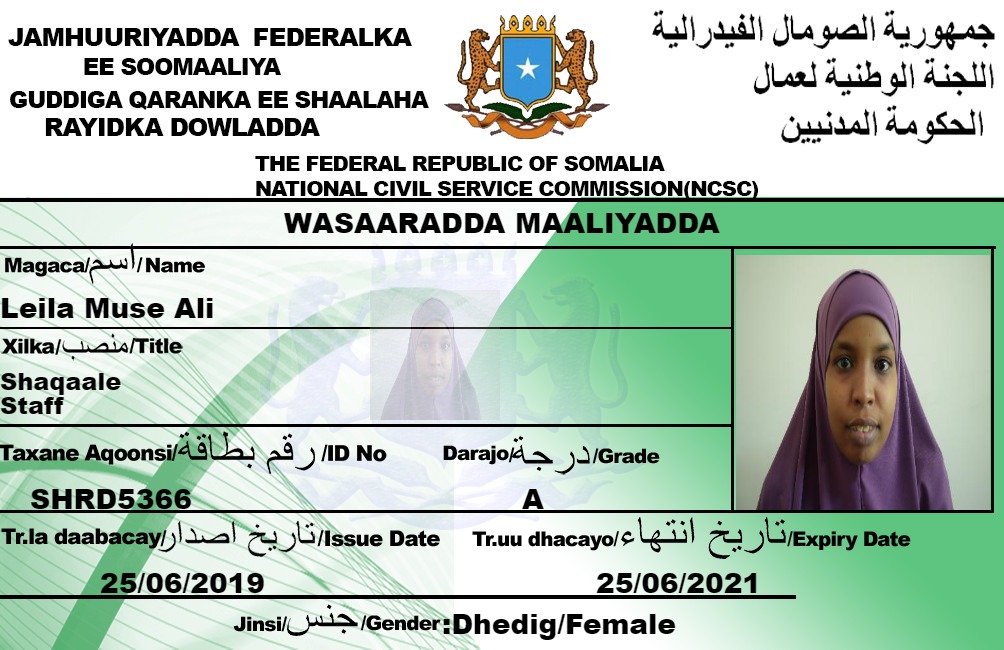 JAMHUURIYADDA FEDERALKA
EE SOOMAALIYA
GUDDIGA QARANKA EE SHAALAHA
RAYIDKA DOWLADDA
جمهورية الصومال الفيدرالية
اللجنة الوطنية لعمال
الحكومة المدنيين
THE FEDERAL REPUBLIC OF SOMALIA
NATIONAL CIVIL SERVICE COMMISSION(NCSC)
WASAARADDA MAALIYADDA
Magaca/اسم/Name
Leila Muse Ali
Xilka/منصب/Title
Shaqaale
Staff
Taxane Aqoonsi/رقم بطاقة/ID No
Darajo/درجة/Grade
SHRD5366
A
Tr.la daabacay/تاريخ اصدار/Issue Date
Tr.uu dhacayo/تاريخ انتهاء/Expiry Date
25/06/2019
25/06/2021
Jinsi/جنس/Gender:Dhedig/Female